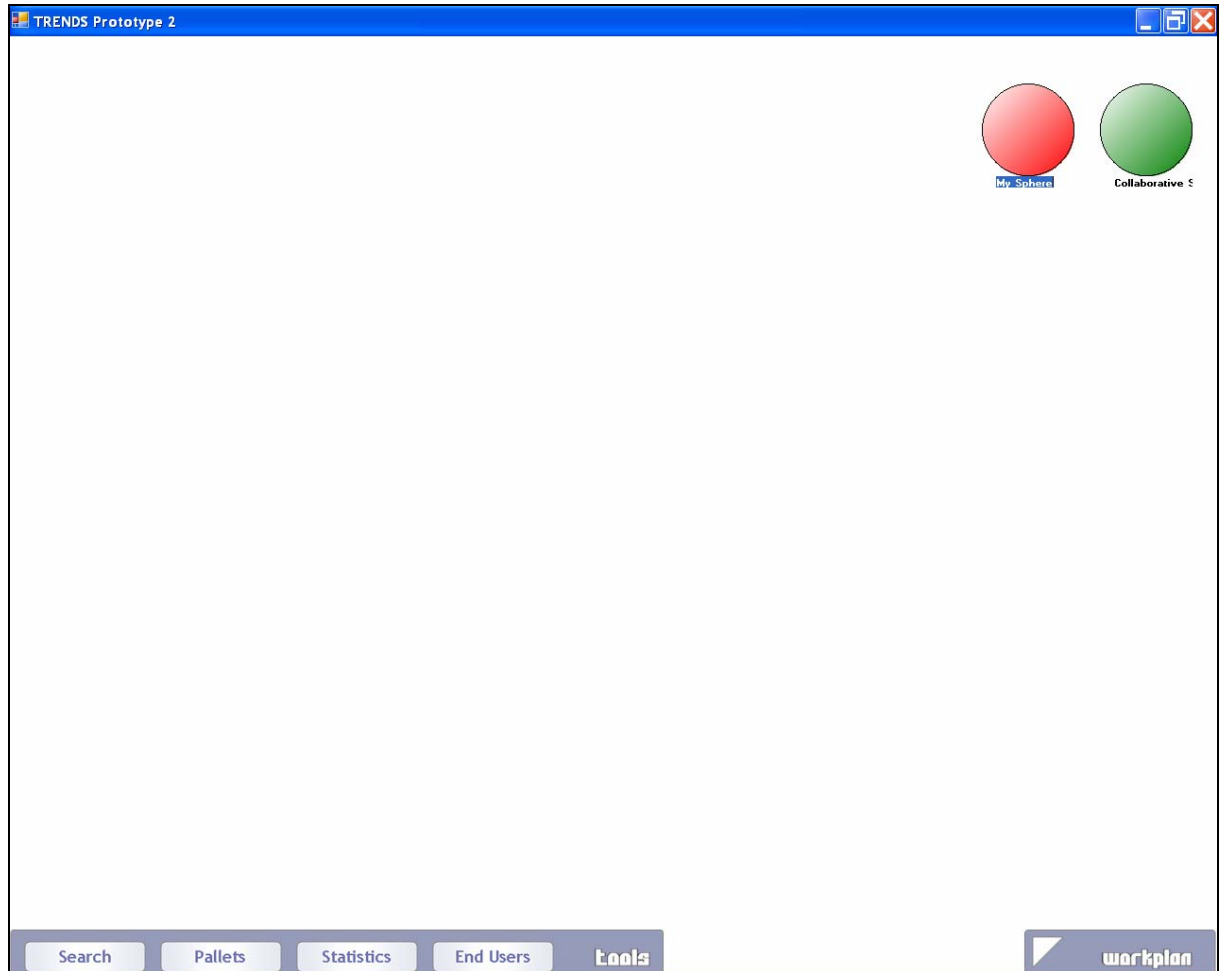 TRENDS Prototype 2
My Sphere
Collaborative S
Search
Pallets
Statistics
End Users
tools
workplan